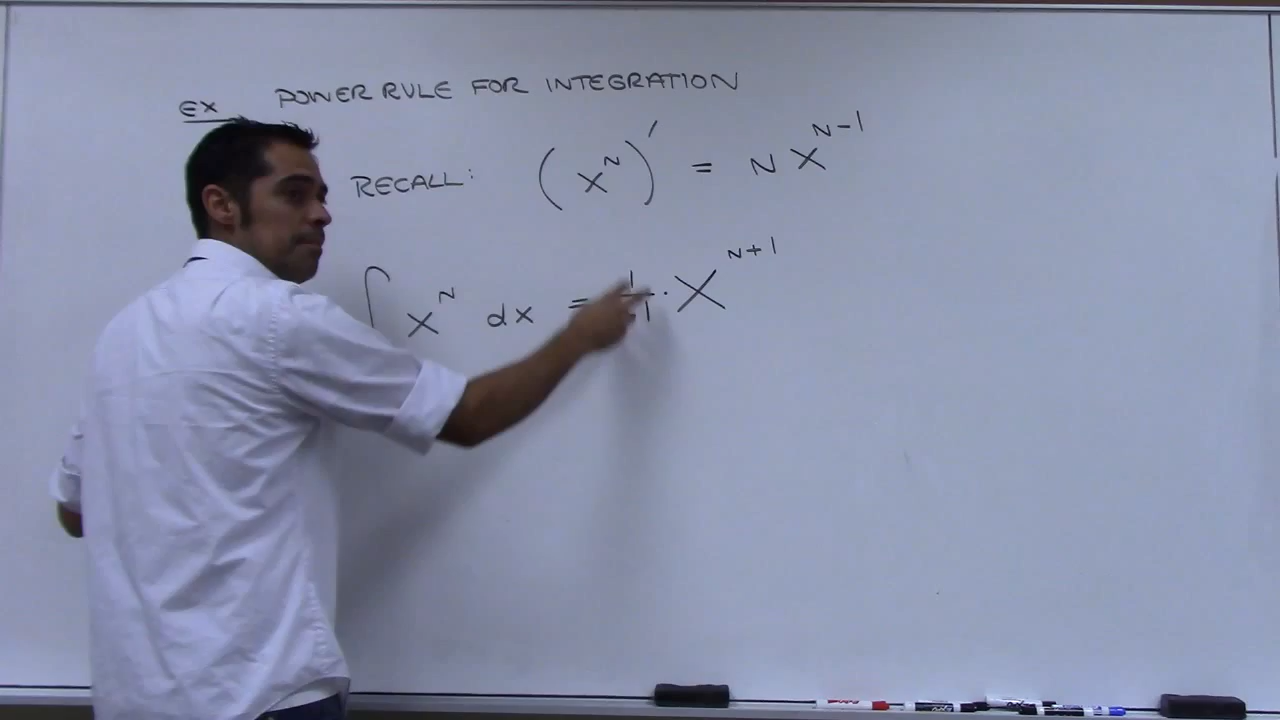 EX POWER RULE FOR INTEGRATION
RECALL: (x^N)' = N x^(N-1)
∫ x^N dx = 1/ 1 · x^(N+1)